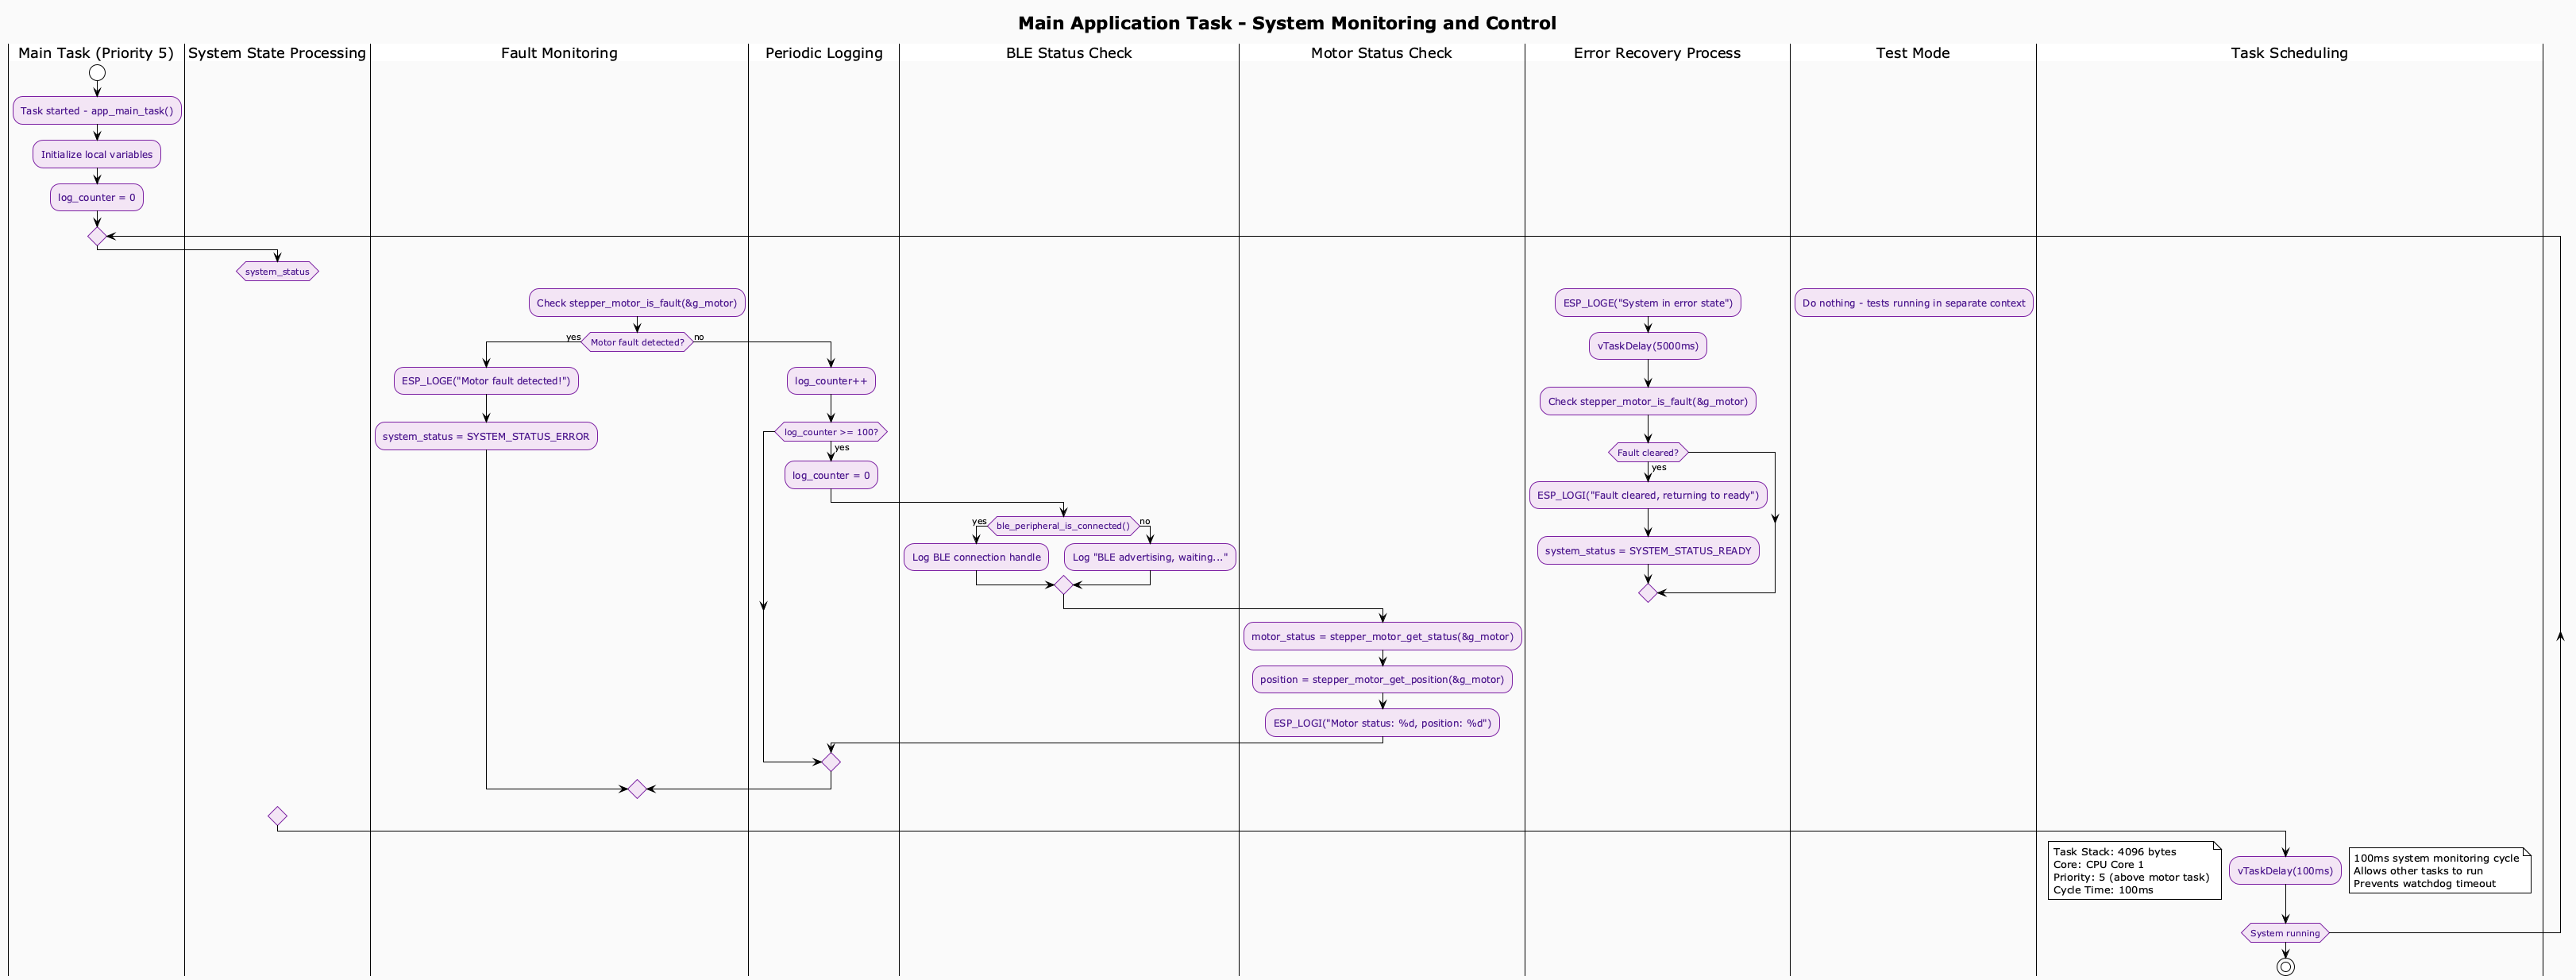 Main Application Task - System Monitoring and Control
Main Task (Priority 5)
System State Processing
Fault Monitoring
Periodic Logging
BLE Status Check
Motor Status Check
Error Recovery Process
Test Mode
Task Scheduling
Task started - app_main_task()
Initialize local variables
log_counter = 0
system_status
Check stepper_motor_is_fault(&g_motor)
Motor fault detected?
yes
no
ESP_LOGE("Motor fault detected!")
system_status = SYSTEM_STATUS_ERROR
log_counter++
log_counter >= 100?
yes
log_counter = 0
ble_peripheral_is_connected()
yes
no
Log BLE connection handle
Log "BLE advertising, waiting..."
motor_status = stepper_motor_get_status(&g_motor)
position = stepper_motor_get_position(&g_motor)
ESP_LOGI("Motor status: %d, position: %d")
ESP_LOGE("System in error state")
vTaskDelay(5000ms)
Check stepper_motor_is_fault(&g_motor)
Fault cleared?
yes
ESP_LOGI("Fault cleared, returning to ready")
system_status = SYSTEM_STATUS_READY
Do nothing - tests running in separate context
Task Stack: 4096 bytes
Core: CPU Core 1
Priority: 5 (above motor task)
Cycle Time: 100ms
vTaskDelay(100ms)
100ms system monitoring cycle
Allows other tasks to run
Prevents watchdog timeout
System running